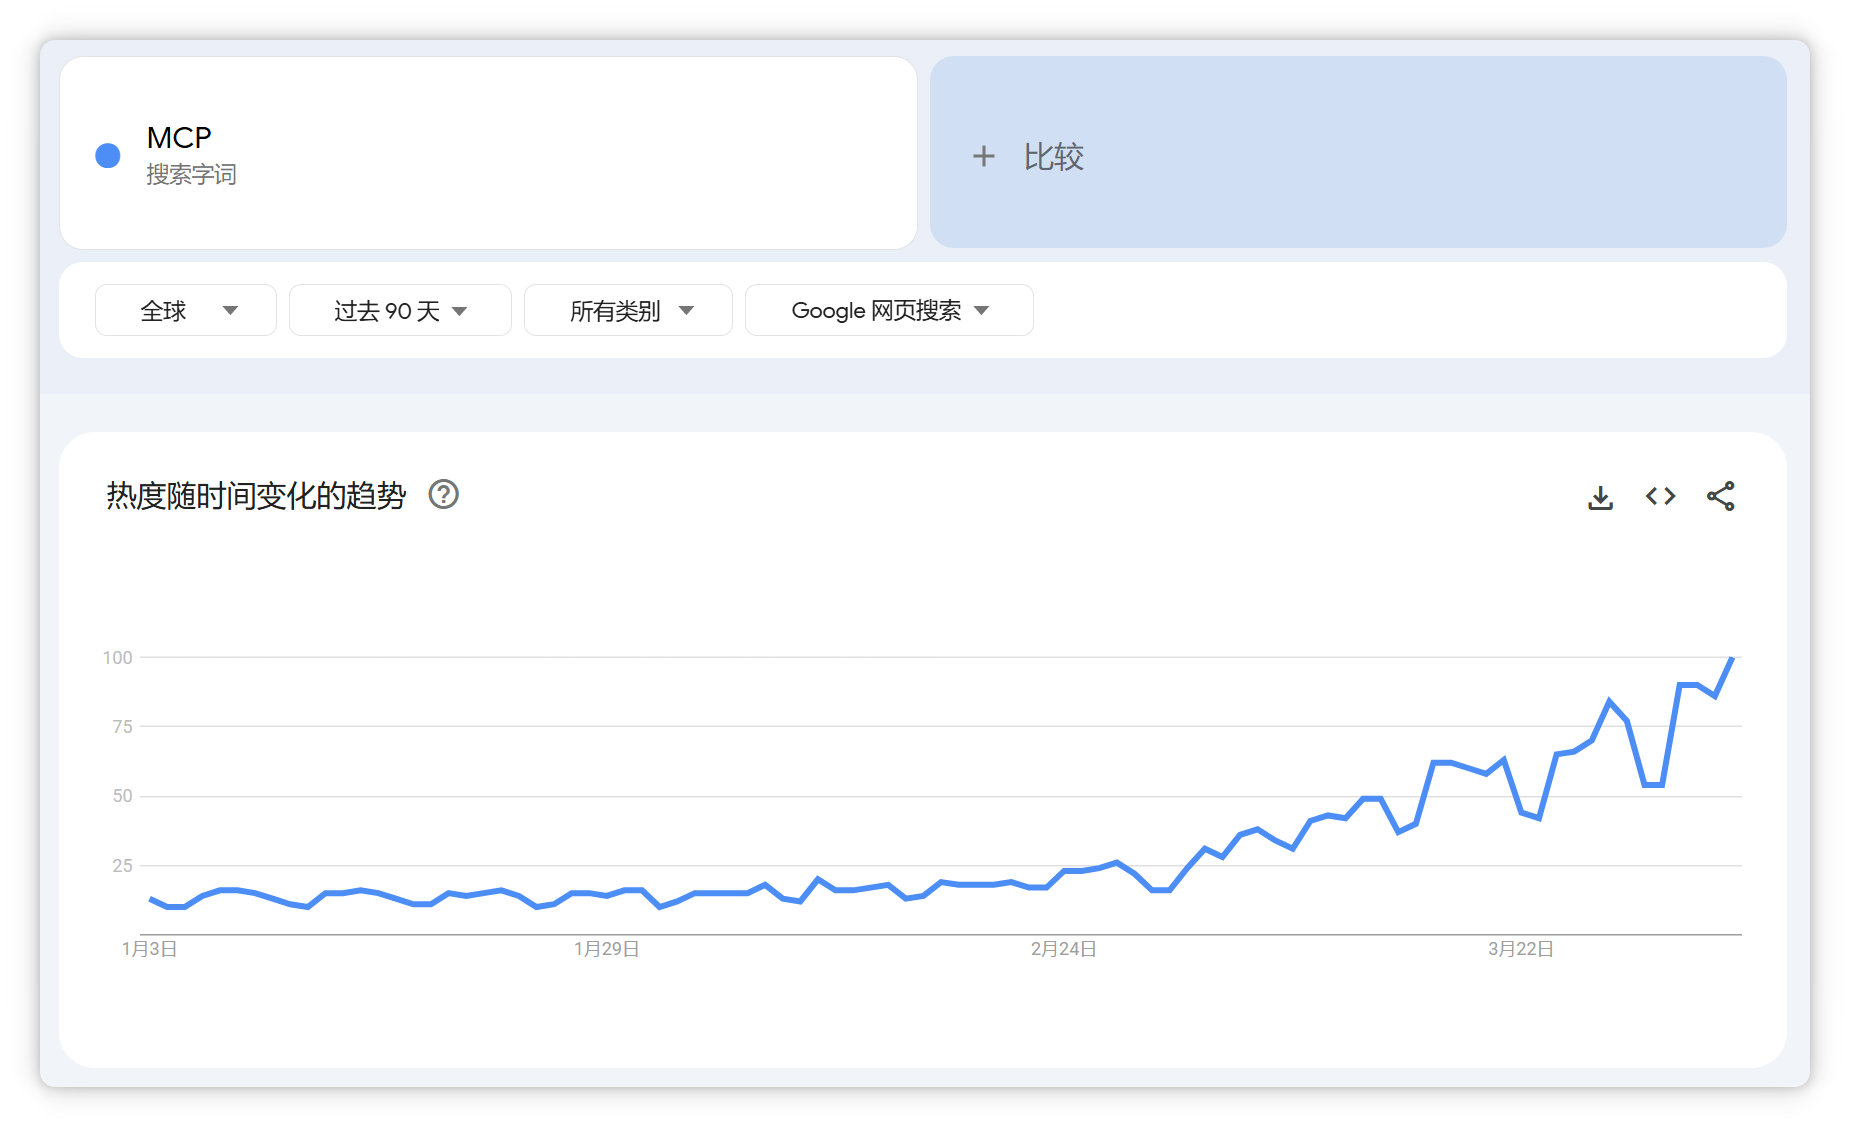 MCP
搜索字词
+ 比较
全球
过去 90 天
所有类别
Google 网页搜索
热度随时间变化的趋势
100
75
50
25
1月3日
1月29日
2月24日
3月22日